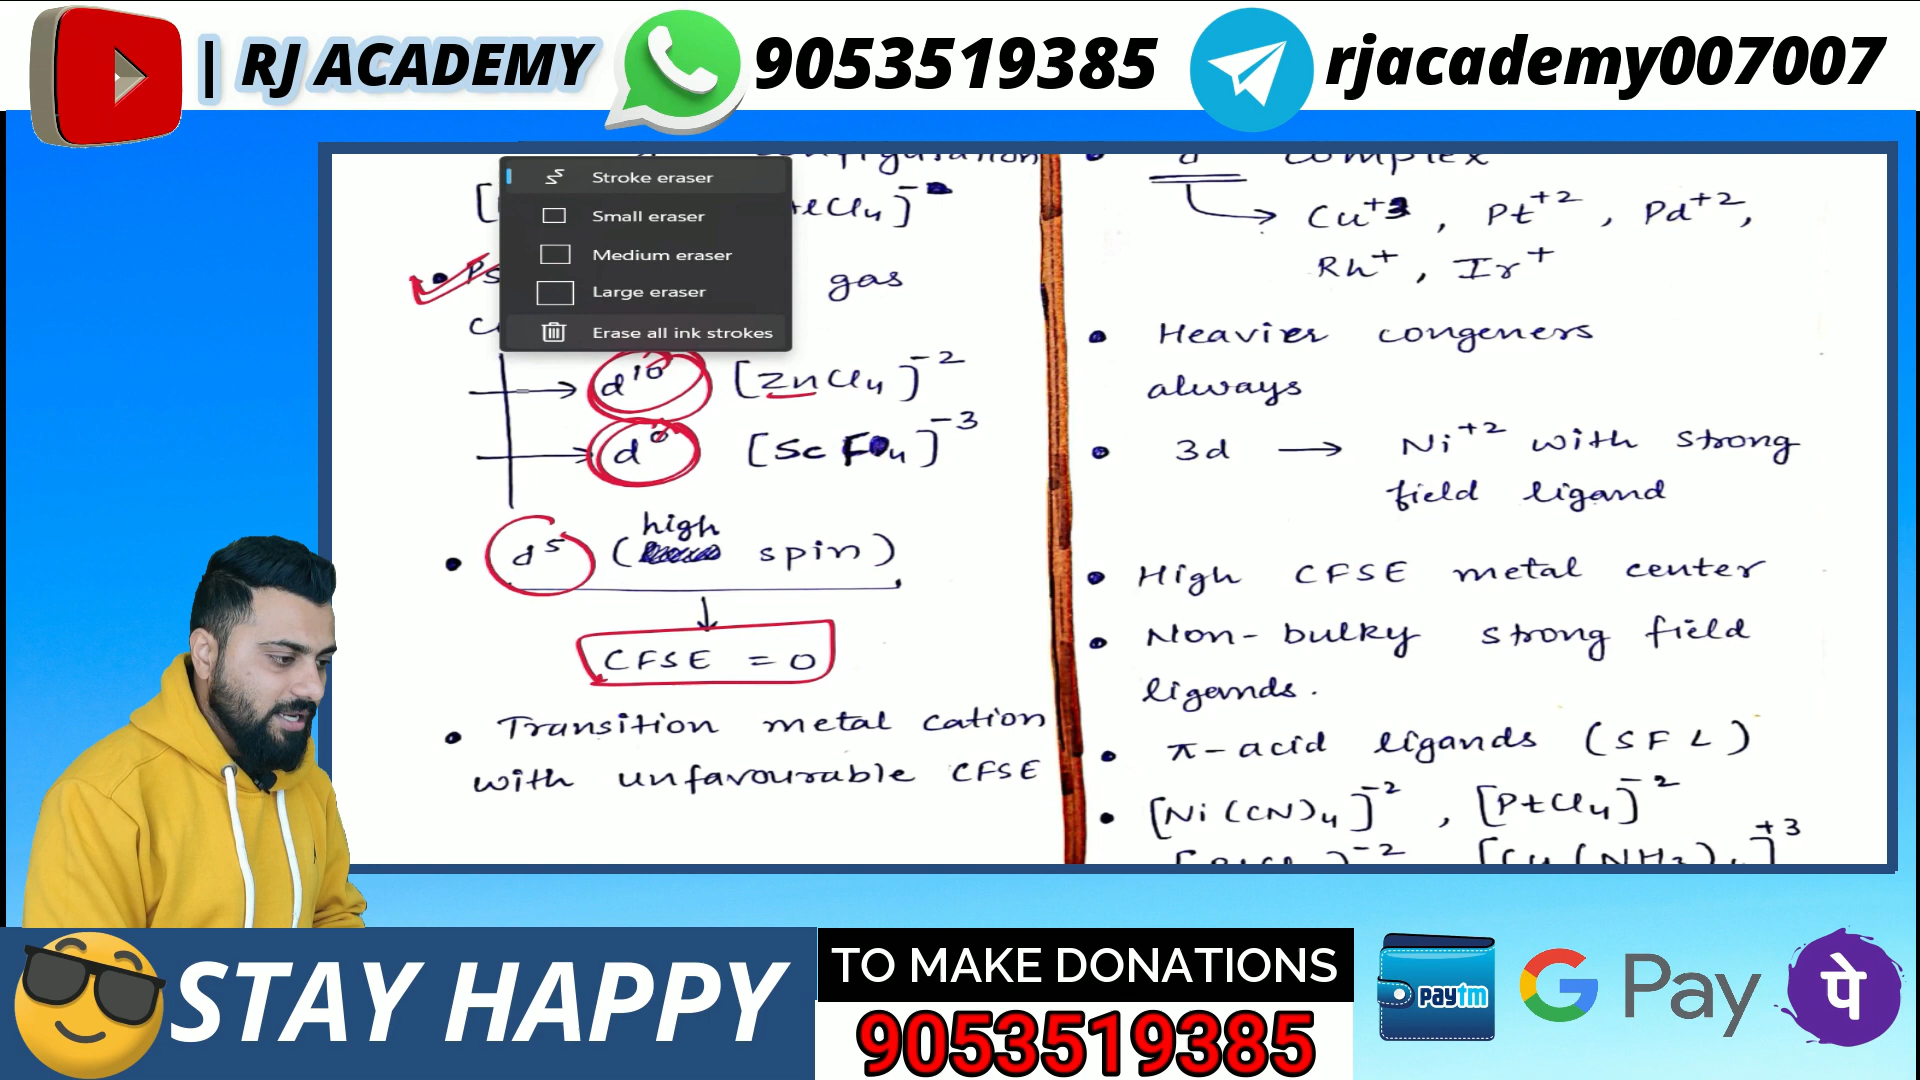 | RJ ACADEMY 9053519385 rjacademy007007
complex
[
eCl4]-
Cu+3 , Pt+2 , Pd+2,
Rh+ , Ir+
Stroke eraser
Small eraser
Medium eraser
Large eraser
Erase all ink strokes
gas
d10 [ZnCl4]-2
d0 [ScF4]-3
• d5 (high spin)
CFSE = 0
• Transition metal cation
with unfavourable CFSE
• Heavier congeners
always
• 3d → Ni+2 with strong
field ligand
• High CFSE metal center
• Non-bulky strong field
ligands.
• π-acid ligands (SFL)
• [Ni(CN)4]-2 , [PtCl4]-2
STAY HAPPY
TO MAKE DONATIONS
9053519385
paytm
G Pay
पे